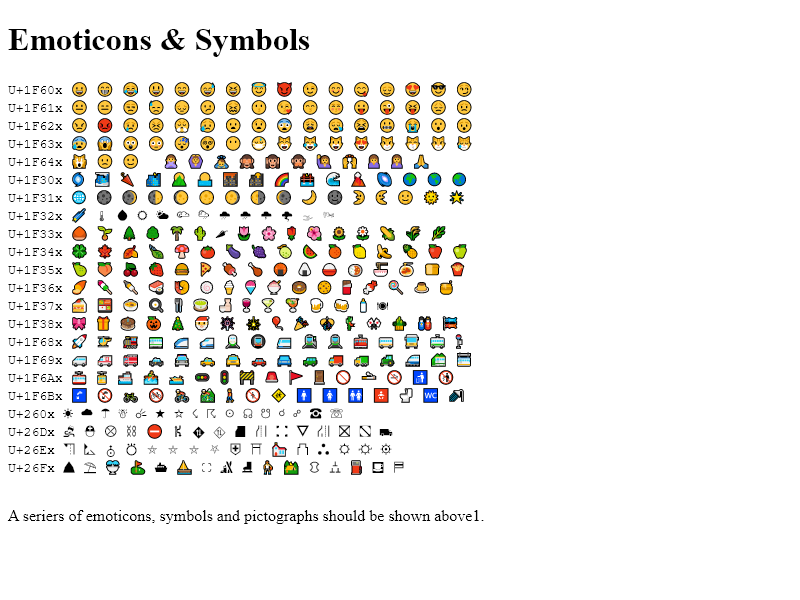 Emoticons & Symbols
U+1F60x 😀 😁 😂 😃 😄 😅 😆 😇 😈 😉 😊 😋 😌 😍 😎 😏
U+1F61x 😐 😑 😒 😓 😔 😕 😖 😗 😘 😙 😚 😛 😜 😝 😞 😟
U+1F62x 😠 😡 😢 😣 😤 😥 😦 😧 😨 😩 😪 😫 😬 😭 😮 😯
U+1F63x 😰 😱 😲 😳 😴 😵 😶 😷 😸 😹 😺 😻 😼 😽 😾 😿
U+1F64x 🙀 🙁 🙂 🙅 🙆 🙇 🙈 🙉 🙊 🙋 🙌 🙍 🙎 🙏
U+1F30x 🌀 🌁 🌂 🌃 🌄 🌅 🌆 🌇 🌈 🌉 🌊 🌋 🌌 🌍 🌎 🌏
U+1F31x 🌐 🌑 🌒 🌓 🌔 🌕 🌖 🌗 🌘 🌙 🌚 🌛 🌜 🌝 🌞 🌟
U+1F32x 🌠 🌡 🌢 🌣 🌤 🌥 🌦 🌧 🌨 🌩 🌪 🌫 🌬
U+1F33x 🌰 🌱 🌲 🌳 🌴 🌵 🌶 🌷 🌸 🌹 🌺 🌻 🌼 🌽 🌾 🌿
U+1F34x 🍀 🍁 🍂 🍃 🍄 🍅 🍆 🍇 🍈 🍉 🍊 🍋 🍌 🍍 🍎 🍏
U+1F35x 🍐 🍑 🍒 🍓 🍔 🍕 🍖 🍗 🍘 🍙 🍚 🍛 🍜 🍝 🍞 🍟
U+1F36x 🍠 🍡 🍢 🍣 🍤 🍥 🍦 🍧 🍨 🍩 🍪 🍫 🍬 🍭 🍮 🍯
U+1F37x 🍰 🍱 🍲 🍳 🍴 🍵 🍶 🍷 🍸 🍹 🍺 🍻 🍼 🍽
U+1F38x 🎀 🎁 🎂 🎃 🎄 🎅 🎆 🎇 🎈 🎉 🎊 🎋 🎌 🎍 🎎 🎏
U+1F68x 🚀 🚁 🚂 🚃 🚄 🚅 🚆 🚇 🚈 🚉 🚊 🚋 🚌 🚍 🚎 🚏
U+1F69x 🚐 🚑 🚒 🚓 🚔 🚕 🚖 🚗 🚘 🚙 🚚 🚛 🚜 🚝 🚞 🚟
U+1F6Ax 🚠 🚡 🚢 🚣 🚤 🚥 🚦 🚧 🚨 🚩 🚪 🚫 🚬 🚭 🚮 🚯
U+1F6Bx 🚰 🚱 🚲 🚳 🚴 🚵 🚶 🚷 🚸 🚹 🚺 🚻 🚼 🚽 🚾 🚿
U+260x ☀ ☁ ☂ ☃ ☄ ★ ☆ ☇ ☈ ☉ ☊ ☋ ☌ ☍ ☎ ☏
U+26Dx ⛐ ⛑ ⛒ ⛓ ⛔ ⛕ ⛖ ⛗ ⛘ ⛙ ⛚ ⛛ ⛜ ⛝ ⛞ ⛟
U+26Ex ⛠ ⛡ ⛢ ⛣ ⛤ ⛥ ⛦ ⛧ ⛨ ⛩ ⛪ ⛫ ⛬ ⛭ ⛮ ⛯
U+26Fx ⛰ ⛱ ⛲ ⛳ ⛴ ⛵ ⛶ ⛷ ⛸ ⛹ ⛺ ⛻ ⛼ ⛽ ⛾ ⛿
A seriers of emoticons, symbols and pictographs should be shown above1.